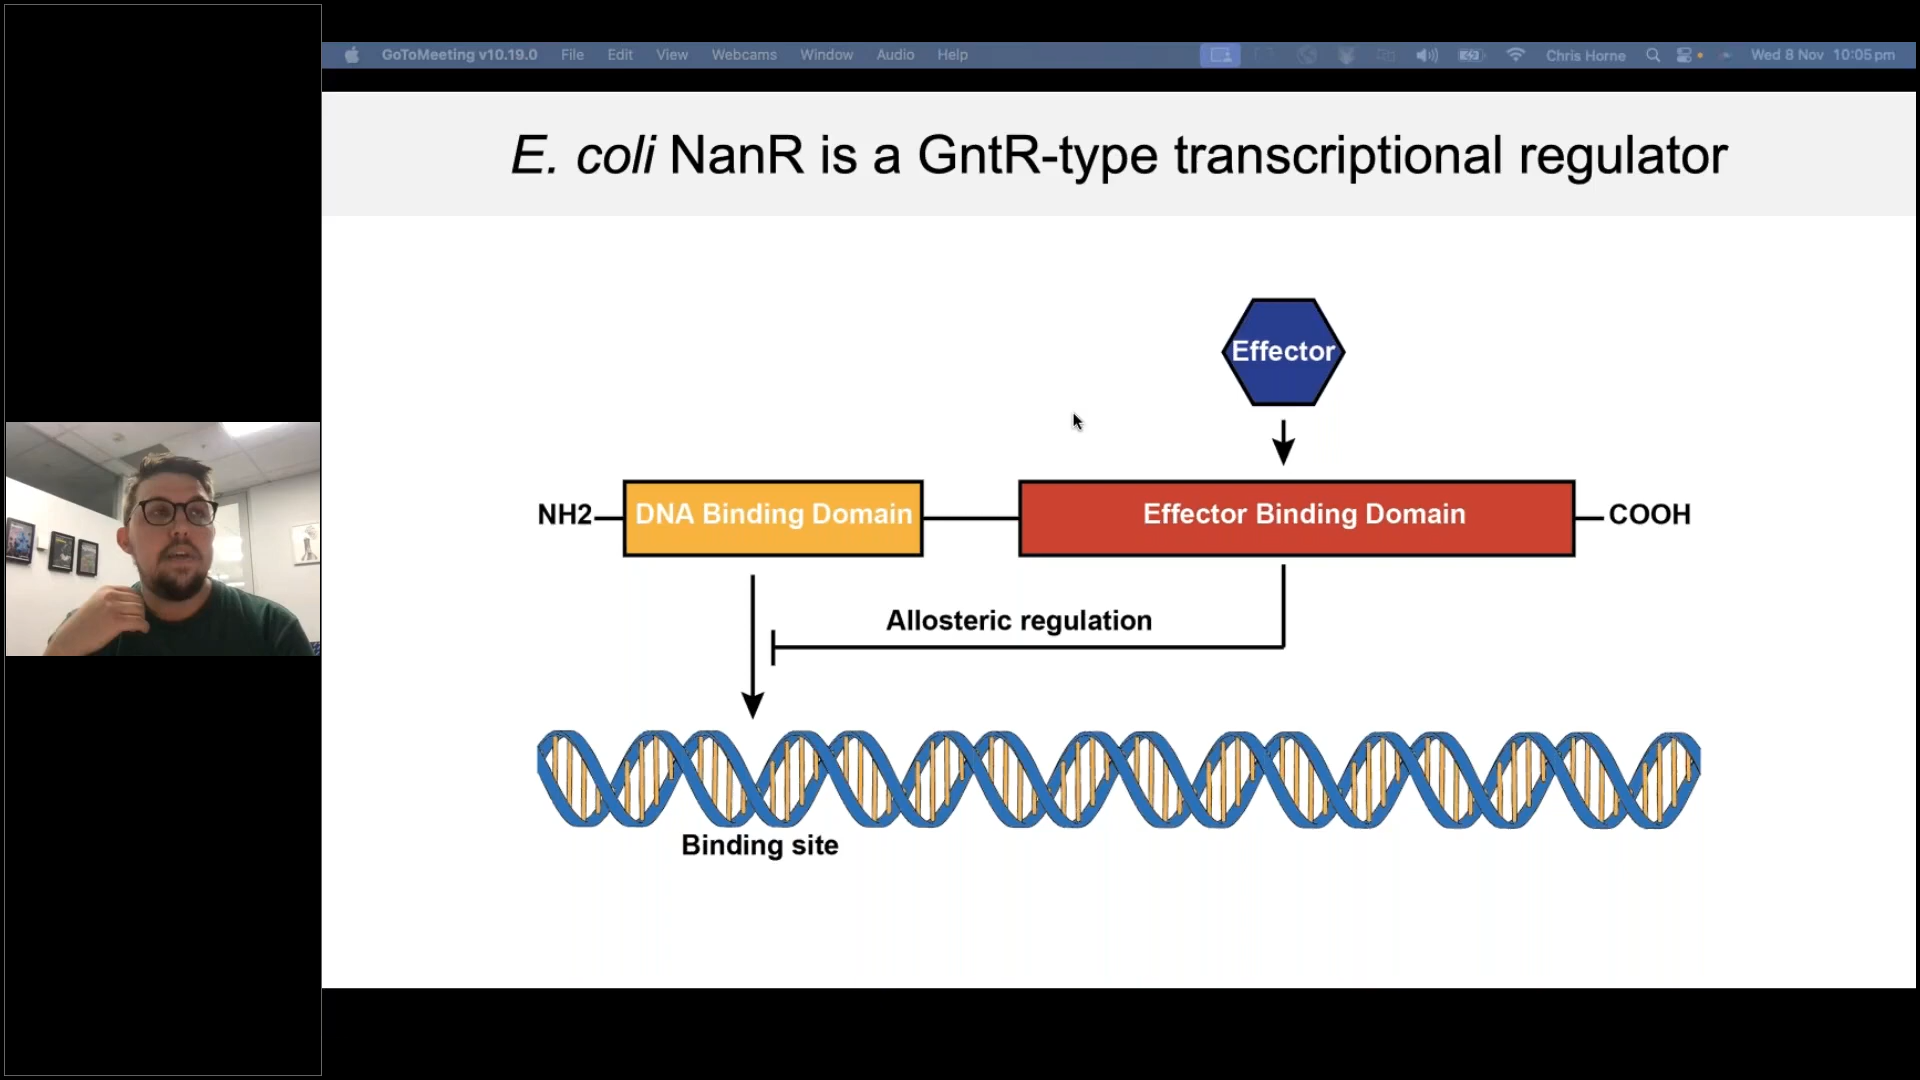 GoToMeeting v10.19.0 File Edit View Webcams Window Audio Help Chris Horne Wed 8 Nov 10:05 pm
E. coli NanR is a GntR-type transcriptional regulator
Effector
NH2 DNA Binding Domain Effector Binding Domain COOH
Allosteric regulation
Binding site